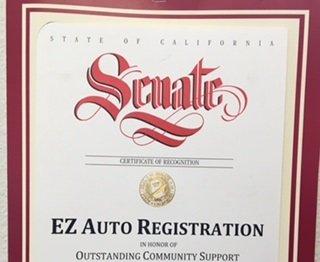 STATE OF CALIFORNIA
Senate
CERTIFICATE OF RECOGNITION
EZ AUTO REGISTRATION
IN HONOR OF
OUTSTANDING COMMUNITY SUPPORT